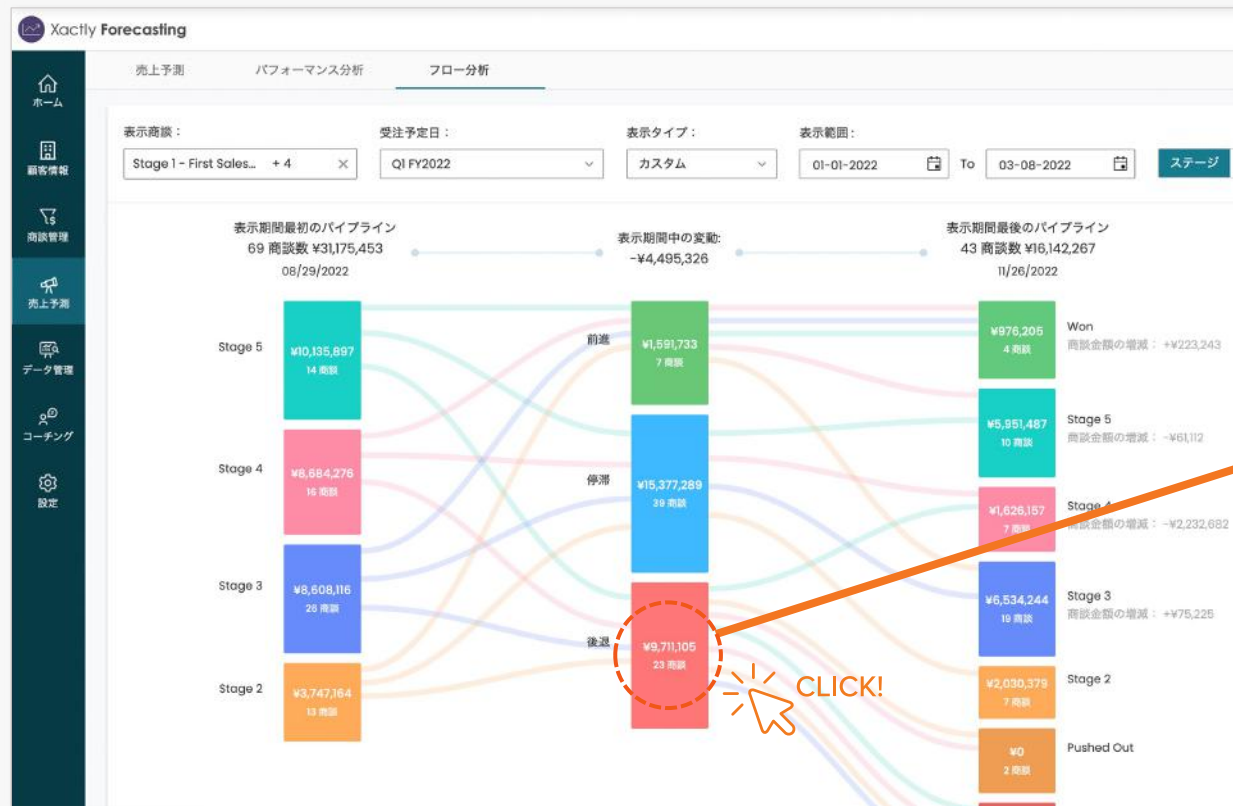 Xactly Forecasting
ホーム
顧客情報
商談管理
売上予測
データ管理
コーチング
設定
売上予測 パフォーマンス分析 フロー分析
表示商談：
Stage 1 - First Sales... + 4 ×
受注予定日：
Q1 FY2022
表示タイプ：
カスタム
表示範囲：
01-01-2022 To 03-08-2022
ステージ
表示期間最初のパイプライン
69 商談数 ¥31,175,453
08/29/2022
表示期間中の変動:
-¥4,495,326
表示期間最後のパイプライン
43 商談数 ¥16,142,267
11/26/2022
Stage 5
¥10,135,897
14 商談
Stage 4
¥8,684,276
16 商談
Stage 3
¥8,608,116
26 商談
Stage 2
¥3,747,164
13 商談
前進
¥1,591,733
7 商談
停滞
¥15,377,289
39 商談
後退
¥9,711,105
23 商談
CLICK!
¥976,205
4 商談
Won
商談金額の増減： +¥223,243
¥5,951,487
10 商談
Stage 5
商談金額の増減： -¥61,112
¥1,626,157
7 商談
Stage 4
商談金額の増減： -¥2,232,682
¥6,534,244
19 商談
Stage 3
商談金額の増減： +¥75,225
¥2,030,379
7 商談
Stage 2
¥0
2 商談
Pushed Out